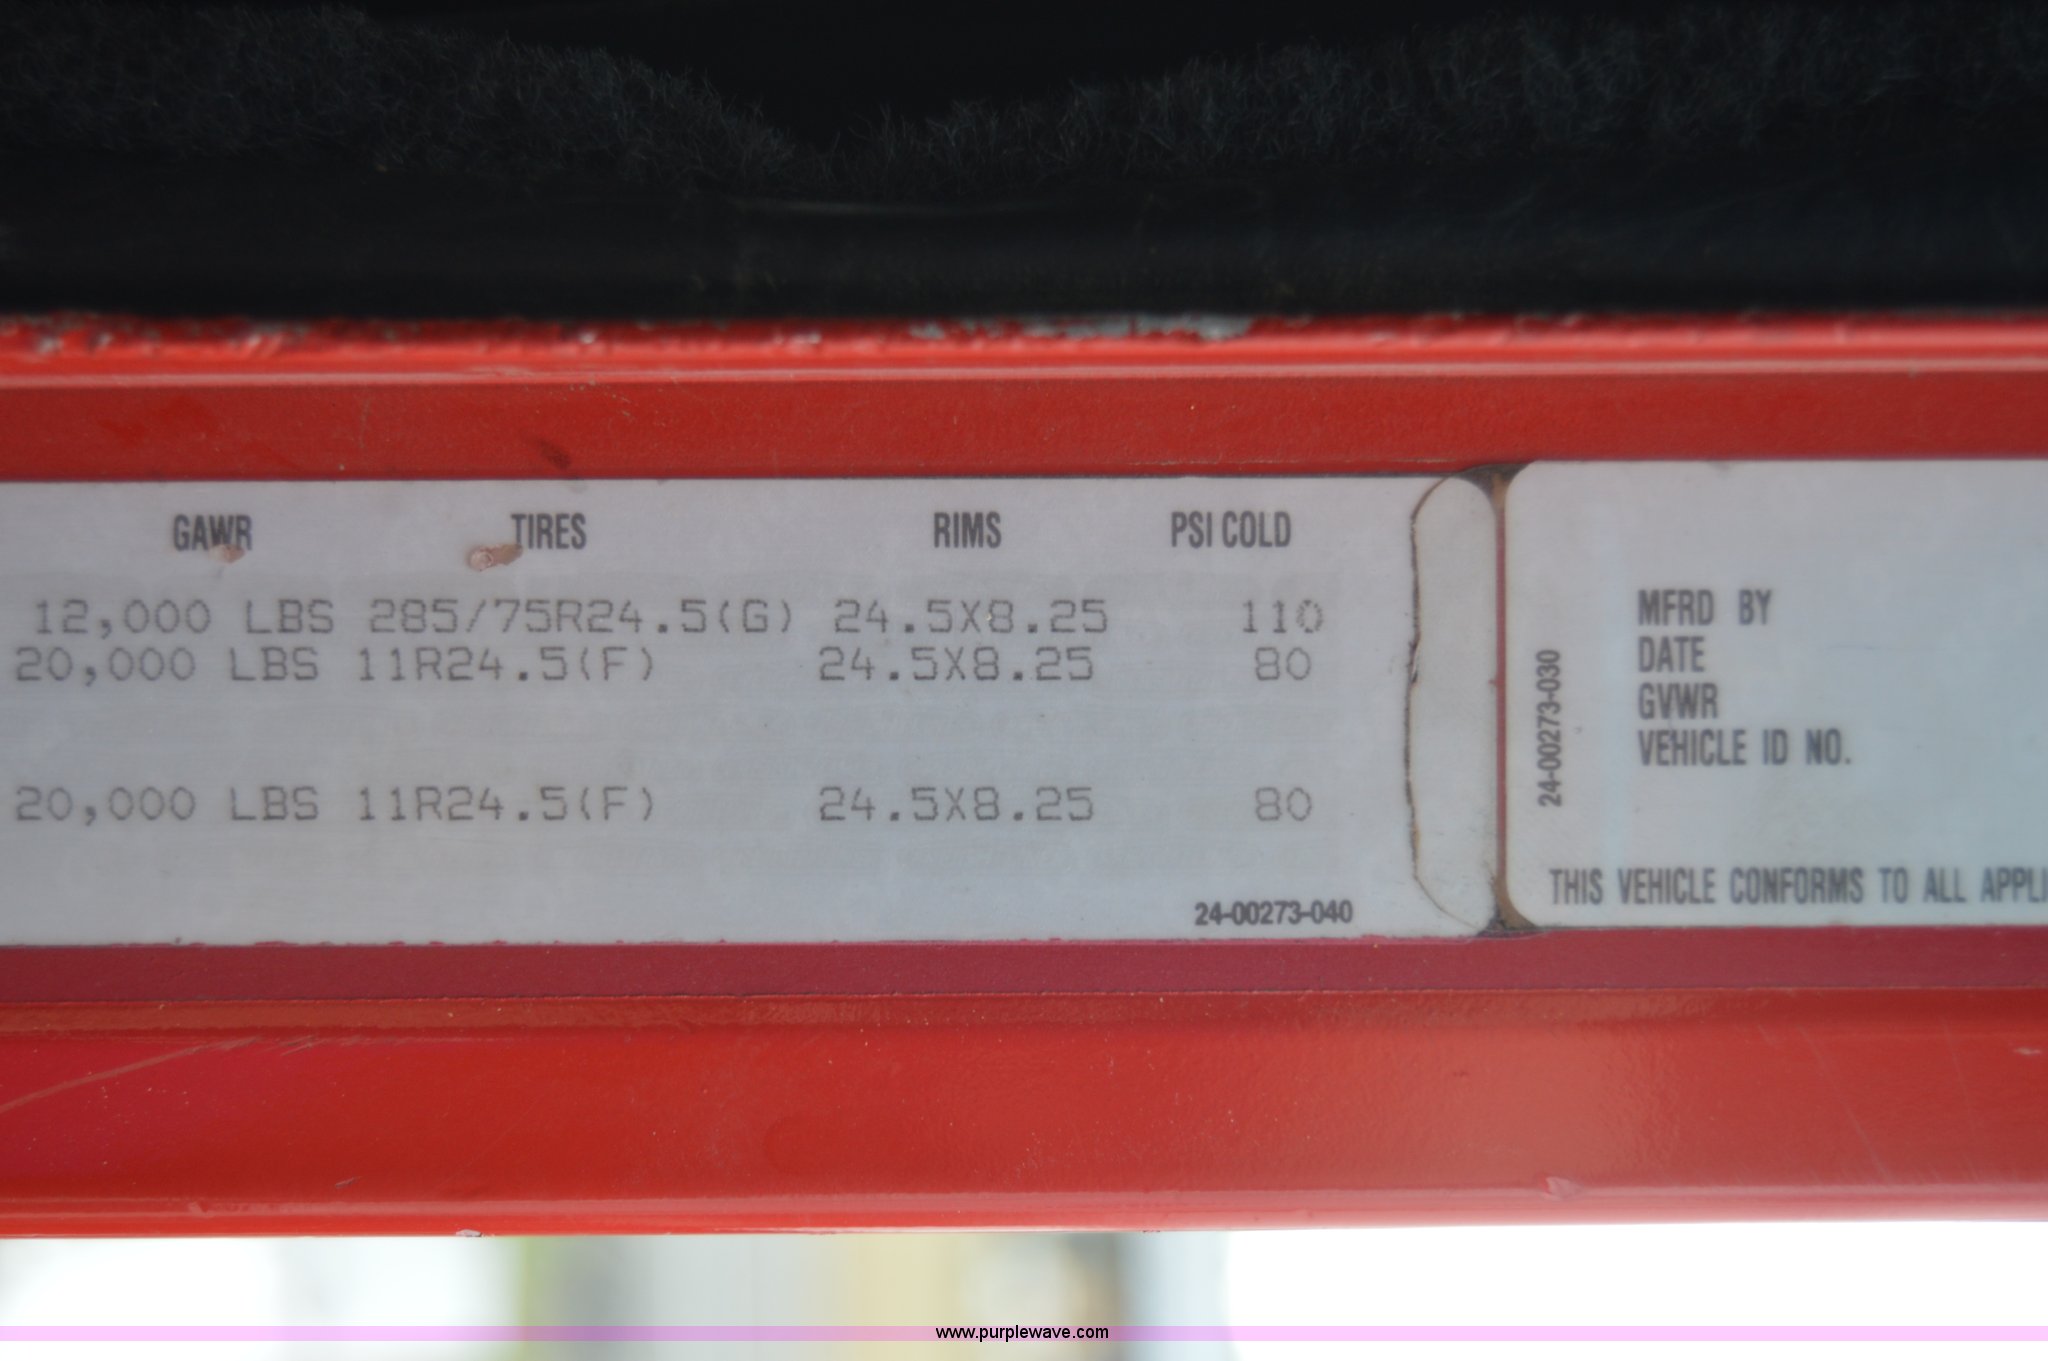 GAWR TIRES RIMS PSI COLD
12,000 LBS 285/75R24.5(G) 24.5X8.25 110
20,000 LBS 11R24.5(F) 24.5X8.25 80
20,000 LBS 11R24.5(F) 24.5X8.25 80
24-00273-040
24-00273-030
MFRD BY
DATE
GVWR
VEHICLE ID NO.
THIS VEHICLE CONFORMS TO ALL APPLI
www.purplewave.com